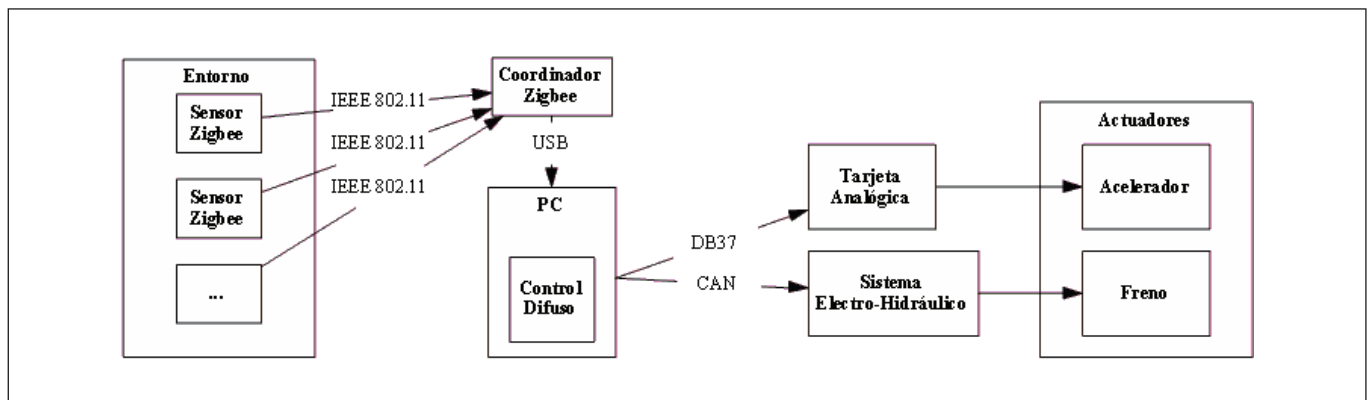 Entorno
Sensor
Zigbee
Sensor
Zigbee
...
IEEE 802.11
IEEE 802.11
IEEE 802.11
Coordinador
Zigbee
USB
PC
Control
Difuso
DB37
CAN
Tarjeta
Analógica
Sistema
Electro-Hidráulico
Actuadores
Acelerador
Freno